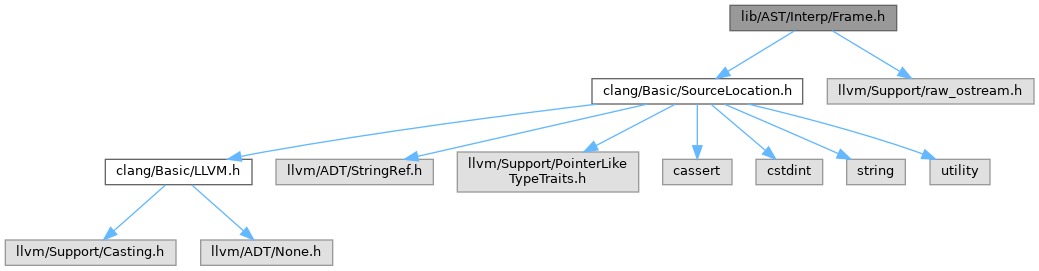 lib/AST/Interp/Frame.h
clang/Basic/SourceLocation.h
llvm/Support/raw_ostream.h
clang/Basic/LLVM.h
llvm/ADT/StringRef.h
llvm/Support/PointerLike
TypeTraits.h
cassert
cstdint
string
utility
llvm/Support/Casting.h
llvm/ADT/None.h